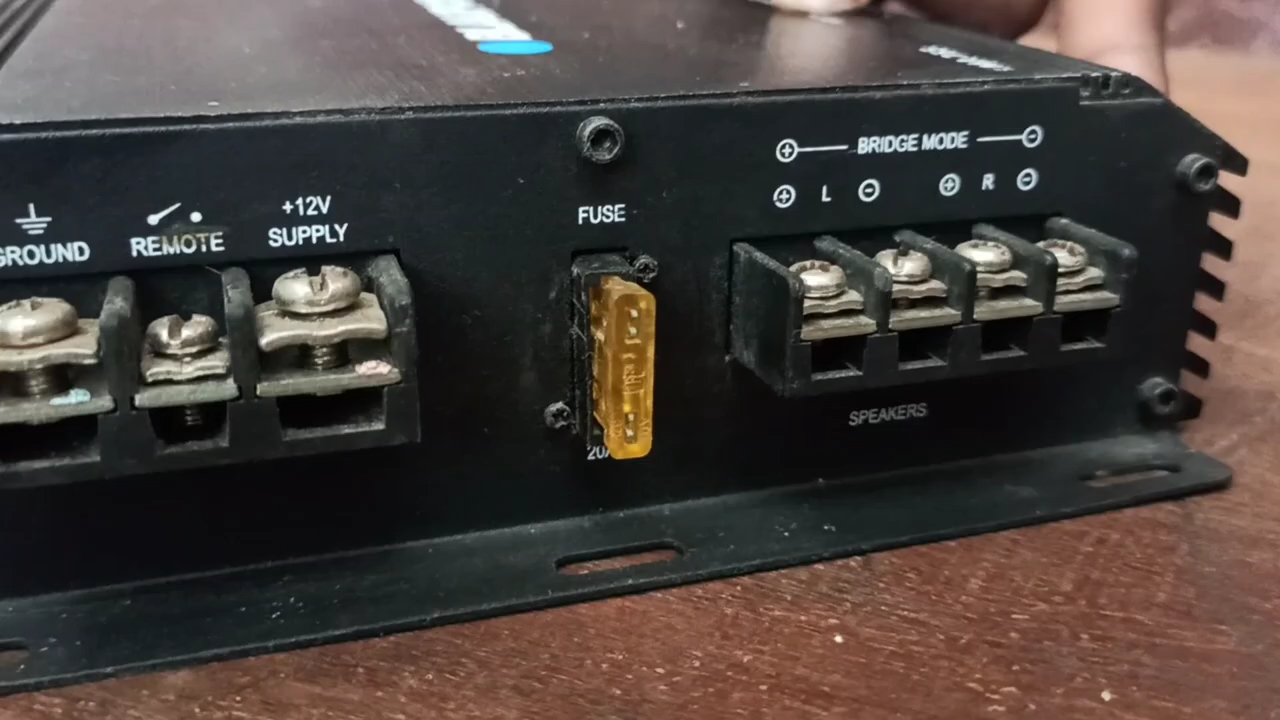 GROUND
REMOTE
+12V
SUPPLY
FUSE
20A
BRIDGE MODE
L
R
SPEAKERS